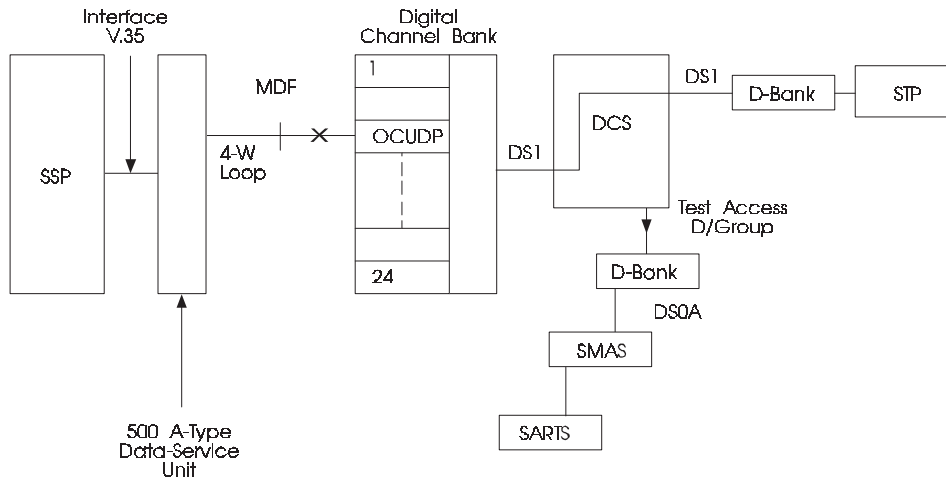 Interface
V.35
Digital
Channel Bank
1
MDF
OCUDP
4-W
Loop
SSP
DS1
DCS
DS1
D-Bank
STP
Test Access
D/Group
24
D-Bank
DS0A
SMAS
SARTS
500 A-Type
Data-Service
Unit